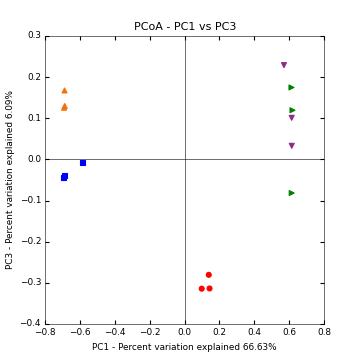 PCoA - PC1 vs PC3
0.3
0.2
0.1
0.0
−0.1
−0.2
−0.3
−0.4
PC3 - Percent variation explained 6.09%
−0.8 −0.6 −0.4 −0.2 0.0 0.2 0.4 0.6 0.8
PC1 - Percent variation explained 66.63%